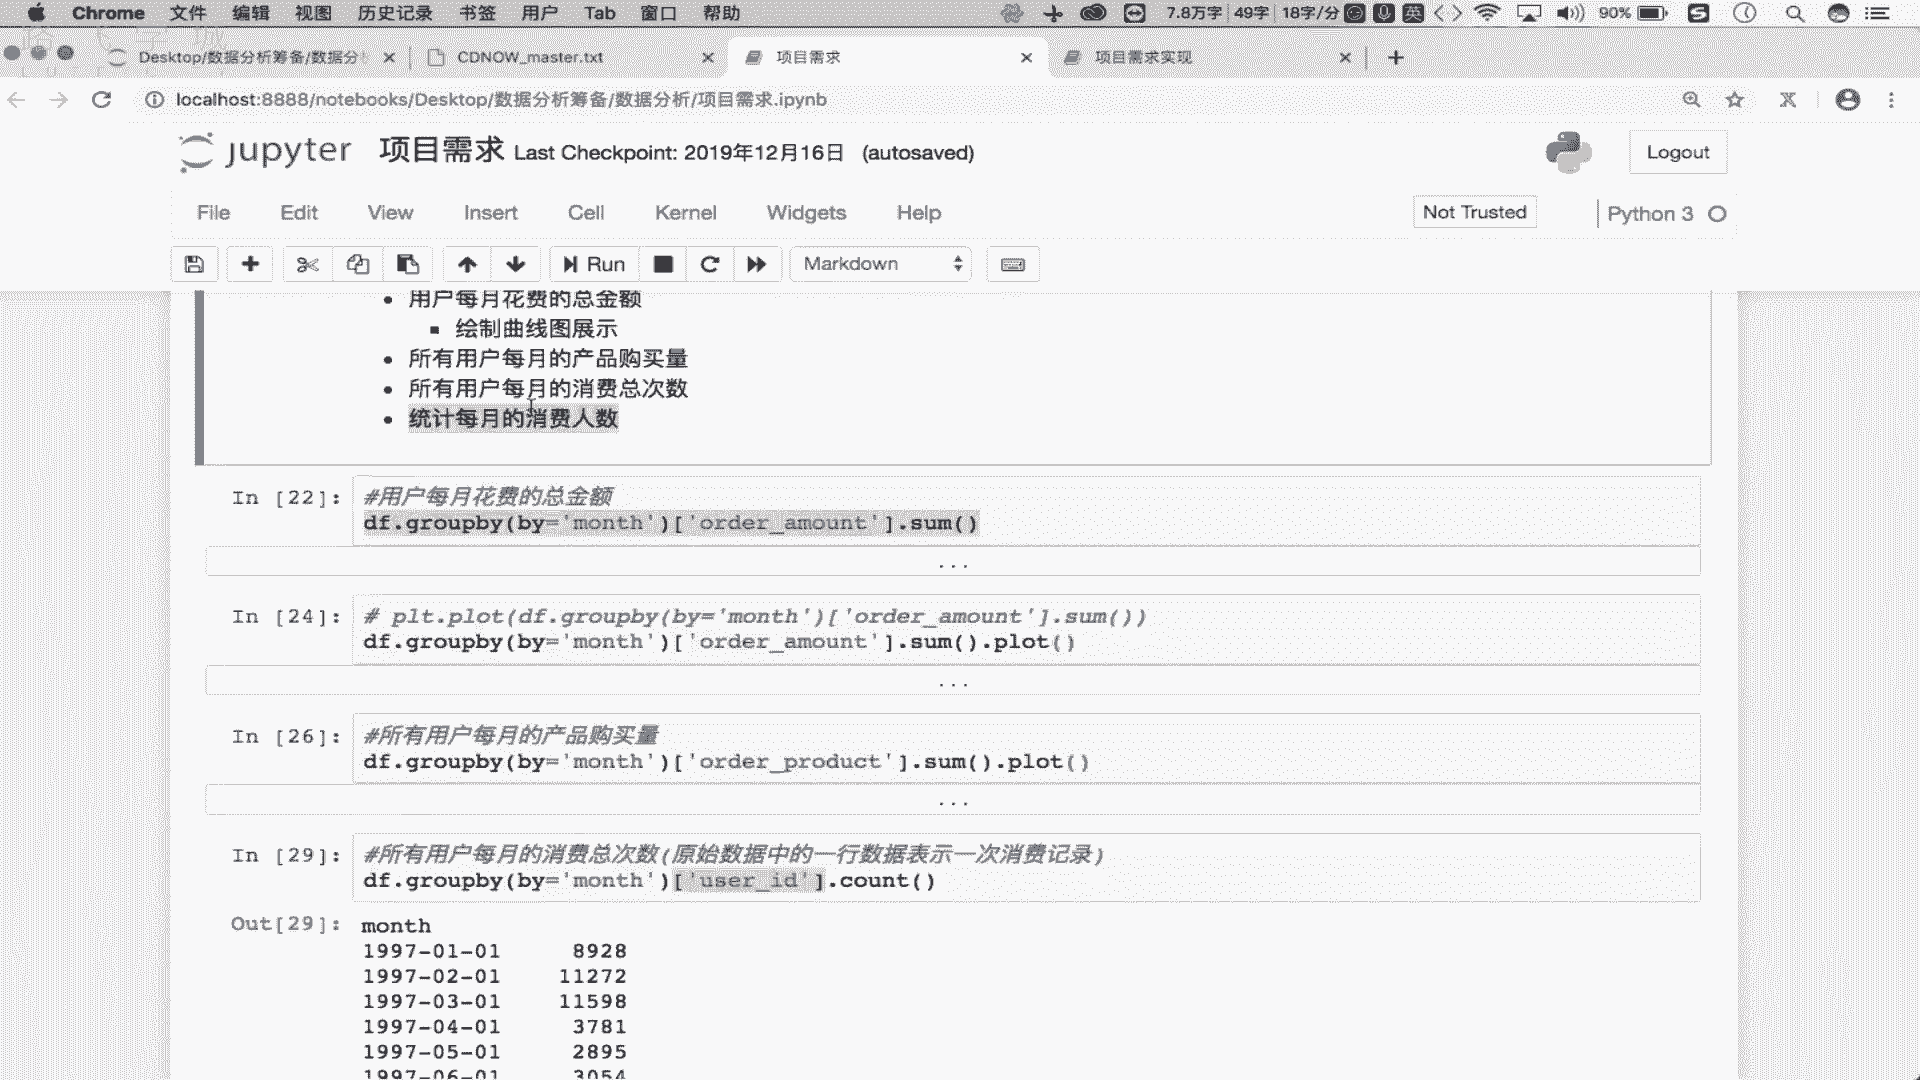 Chrome 文件 编辑 视图 历史记录 书签 用户 Tab 窗口 帮助 7.8万字 49字 18字/分 英 90%
Desktop/数据分析筹备/数据分 CDNOW_master.txt 项目需求 项目需求实现
localhost:8888/notebooks/Desktop/数据分析筹备/数据分析/项目需求.ipynb
jupyter 项目需求 Last Checkpoint: 2019年12月16日 (autosaved) Logout
File Edit View Insert Cell Kernel Widgets Help Not Trusted Python 3
Run Markdown
用户每月花费的总金额
绘制曲线图展示
所有用户每月的产品购买量
所有用户每月的消费总次数
统计每月的消费人数
In [22]: #用户每月花费的总金额
df.groupby(by='month')['order_amount'].sum()
...
In [24]: # plt.plot(df.groupby(by='month')['order_amount'].sum())
df.groupby(by='month')['order_amount'].sum().plot()
...
In [26]: #所有用户每月的产品购买量
df.groupby(by='month')['order_product'].sum().plot()
...
In [29]: #所有用户每月的消费总次数(原始数据中的一行数据表示一次消费记录)
df.groupby(by='month')['user_id'].count()
Out[29]: month
1997-01-01 8928
1997-02-01 11272
1997-03-01 11598
1997-04-01 3781
1997-05-01 2895
1997-06-01 3054